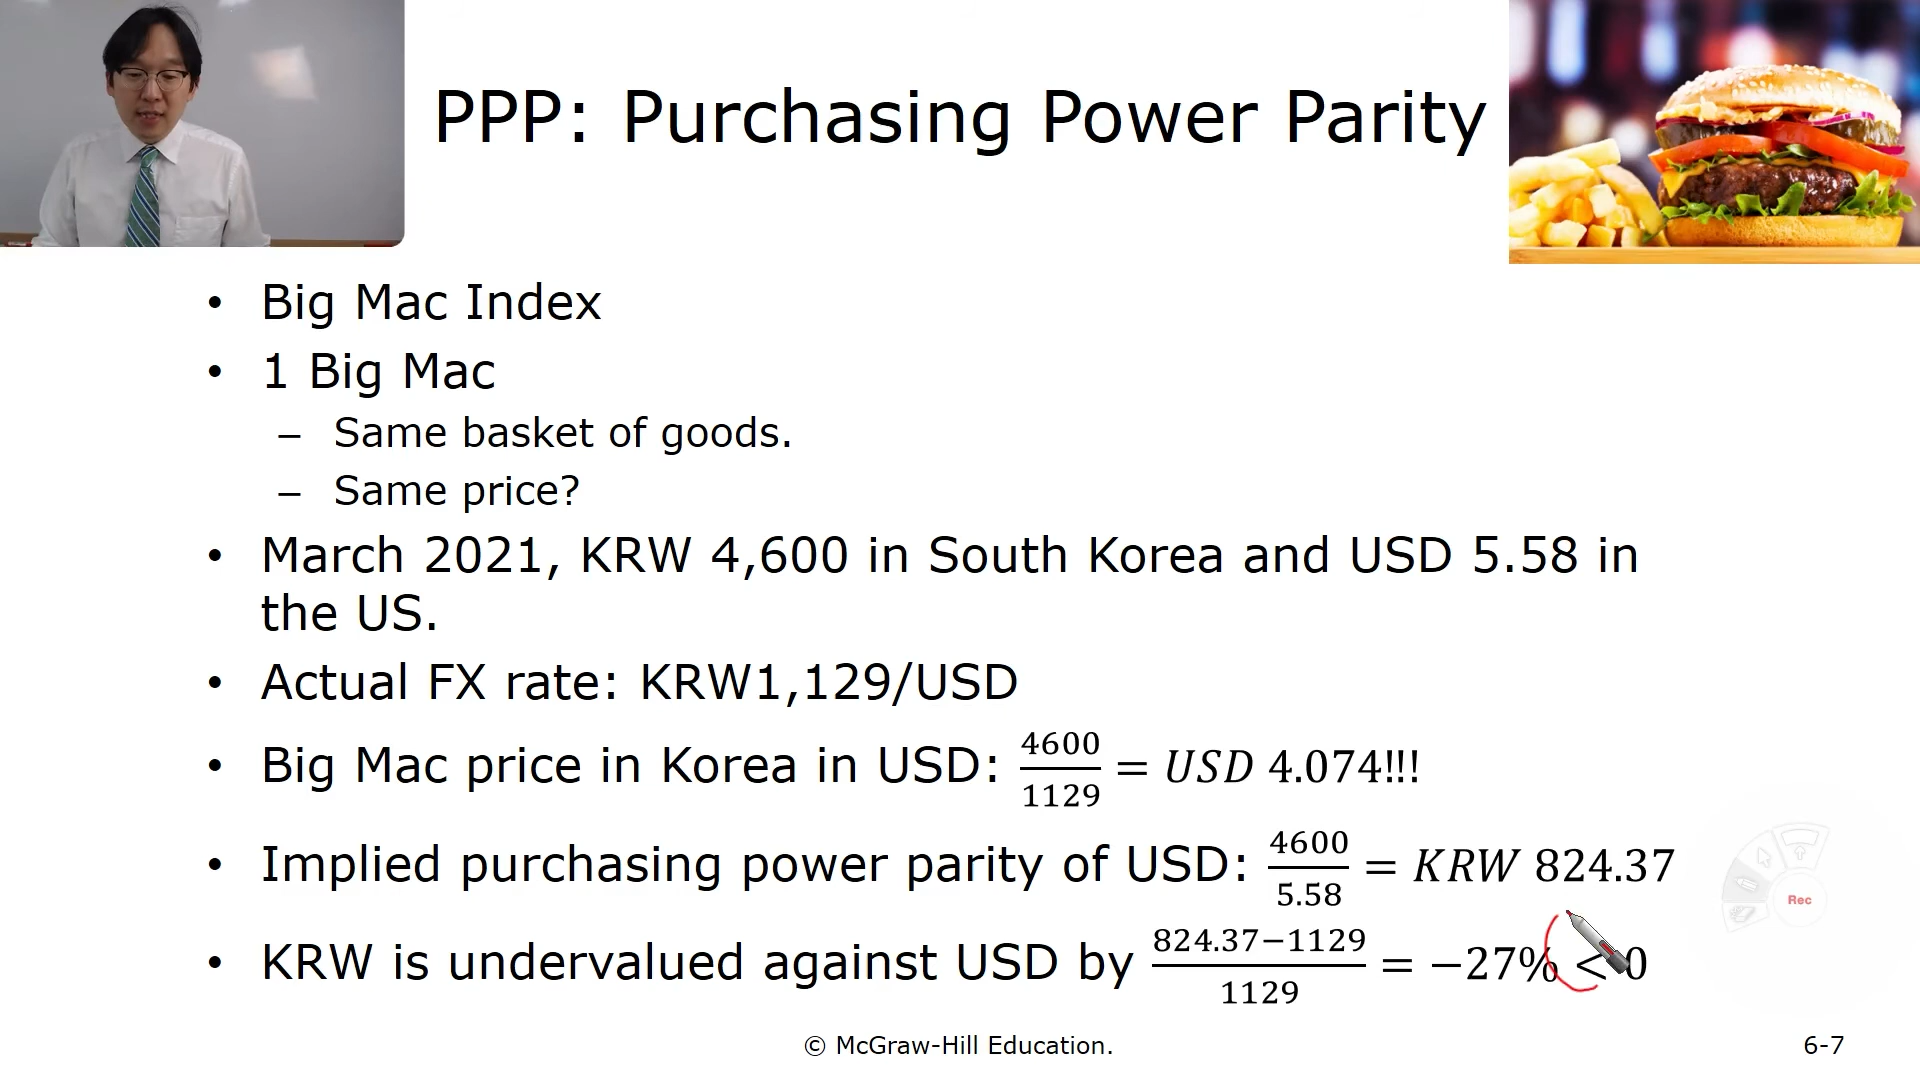 PPP: Purchasing Power Parity
• Big Mac Index
• 1 Big Mac
– Same basket of goods.
– Same price?
• March 2021, KRW 4,600 in South Korea and USD 5.58 in
the US.
• Actual FX rate: KRW1,129/USD
• Big Mac price in Korea in USD: 4600/1129 = USD 4.074!!!
• Implied purchasing power parity of USD: 4600/5.58 = KRW 824.37
Rec
• KRW is undervalued against USD by 824.37−1129/1129 = −27% < 0
© McGraw-Hill Education.
6-7